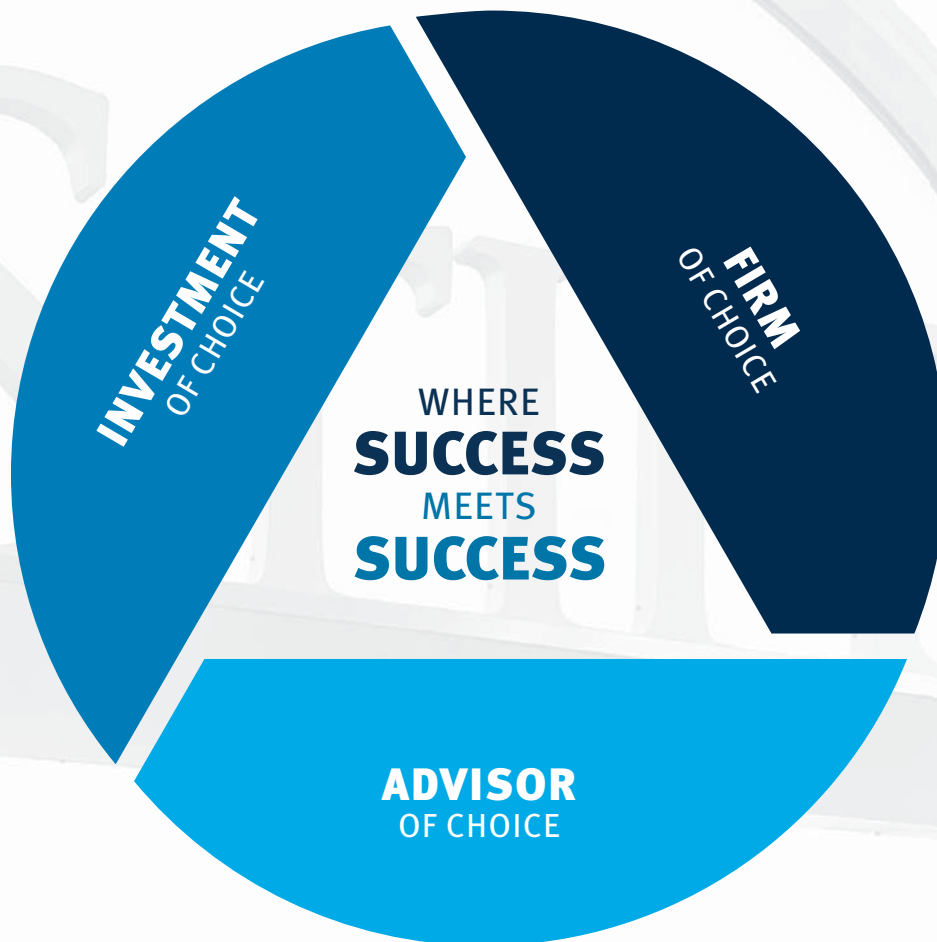 INVESTMENT
OF CHOICE
FIRM
OF CHOICE
WHERE
SUCCESS
MEETS
SUCCESS
ADVISOR
OF CHOICE